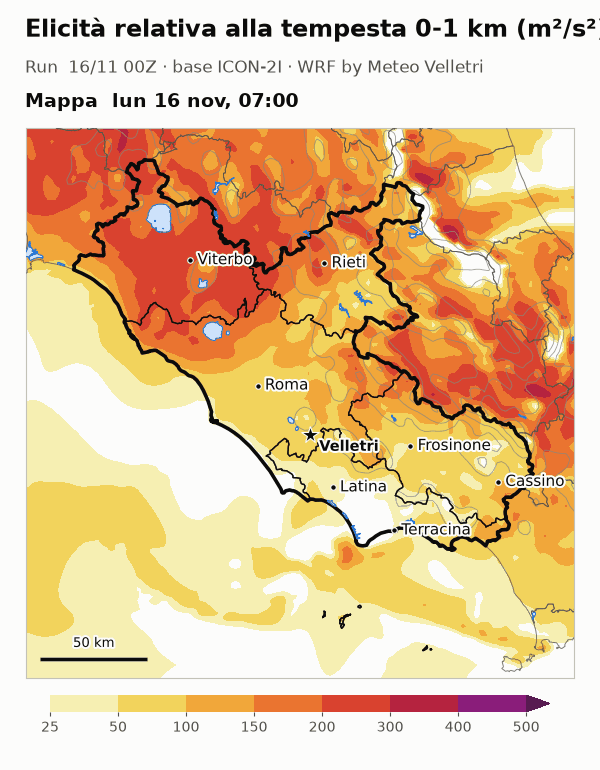 Elicità relativa alla tempesta 0-1 km (m²/s²)
Run 16/11 00Z · base ICON-2I · WRF by Meteo Velletri
Mappa lun 16 nov, 07:00
Viterbo
Rieti
Roma
Velletri
Frosinone
Latina
Cassino
Terracina
50 km
25 50 100 150 200 300 400 500